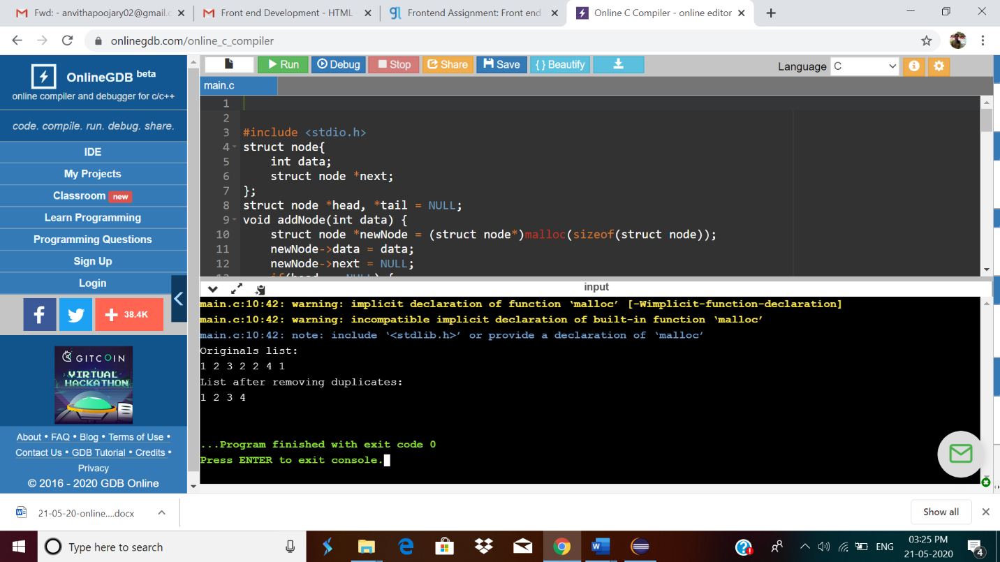 Fwd: - anvithapoojary02@gmail.c
Front end Development - HTML
Frontend Assignment: Front end
Online C Compiler - online editor
onlinegdb.com/online_c_compiler
OnlineGDB beta
online compiler and debugger for c/c++
code. compile. run. debug. share.
IDE
My Projects
Classroom new
Learn Programming
Programming Questions
Sign Up
Login
38.4K
GITCOIN
VIRTUAL
HACKATHON
About • FAQ • Blog • Terms of Use •
Contact Us • GDB Tutorial • Credits •
Privacy
© 2016 - 2020 GDB Online
Run Debug Stop Share Save { } Beautify
Language C
main.c
1
2
3 #include <stdio.h>
4 struct node{
5 int data;
6 struct node *next;
7 };
8 struct node *head, *tail = NULL;
9 void addNode(int data) {
10 struct node *newNode = (struct node*)malloc(sizeof(struct node));
11 newNode->data = data;
12 newNode->next = NULL;
input
main.c:10:42: warning: implicit declaration of function ‘malloc’ [-Wimplicit-function-declaration]
main.c:10:42: warning: incompatible implicit declaration of built-in function ‘malloc’
main.c:10:42: note: include ‘<stdlib.h>’ or provide a declaration of ‘malloc’
Originals list:
1 2 3 2 2 4 1
List after removing duplicates:
1 2 3 4
...Program finished with exit code 0
Press ENTER to exit console.
21-05-20-online....docx
Show all
Type here to search
ENG
03:25 PM
21-05-2020
4